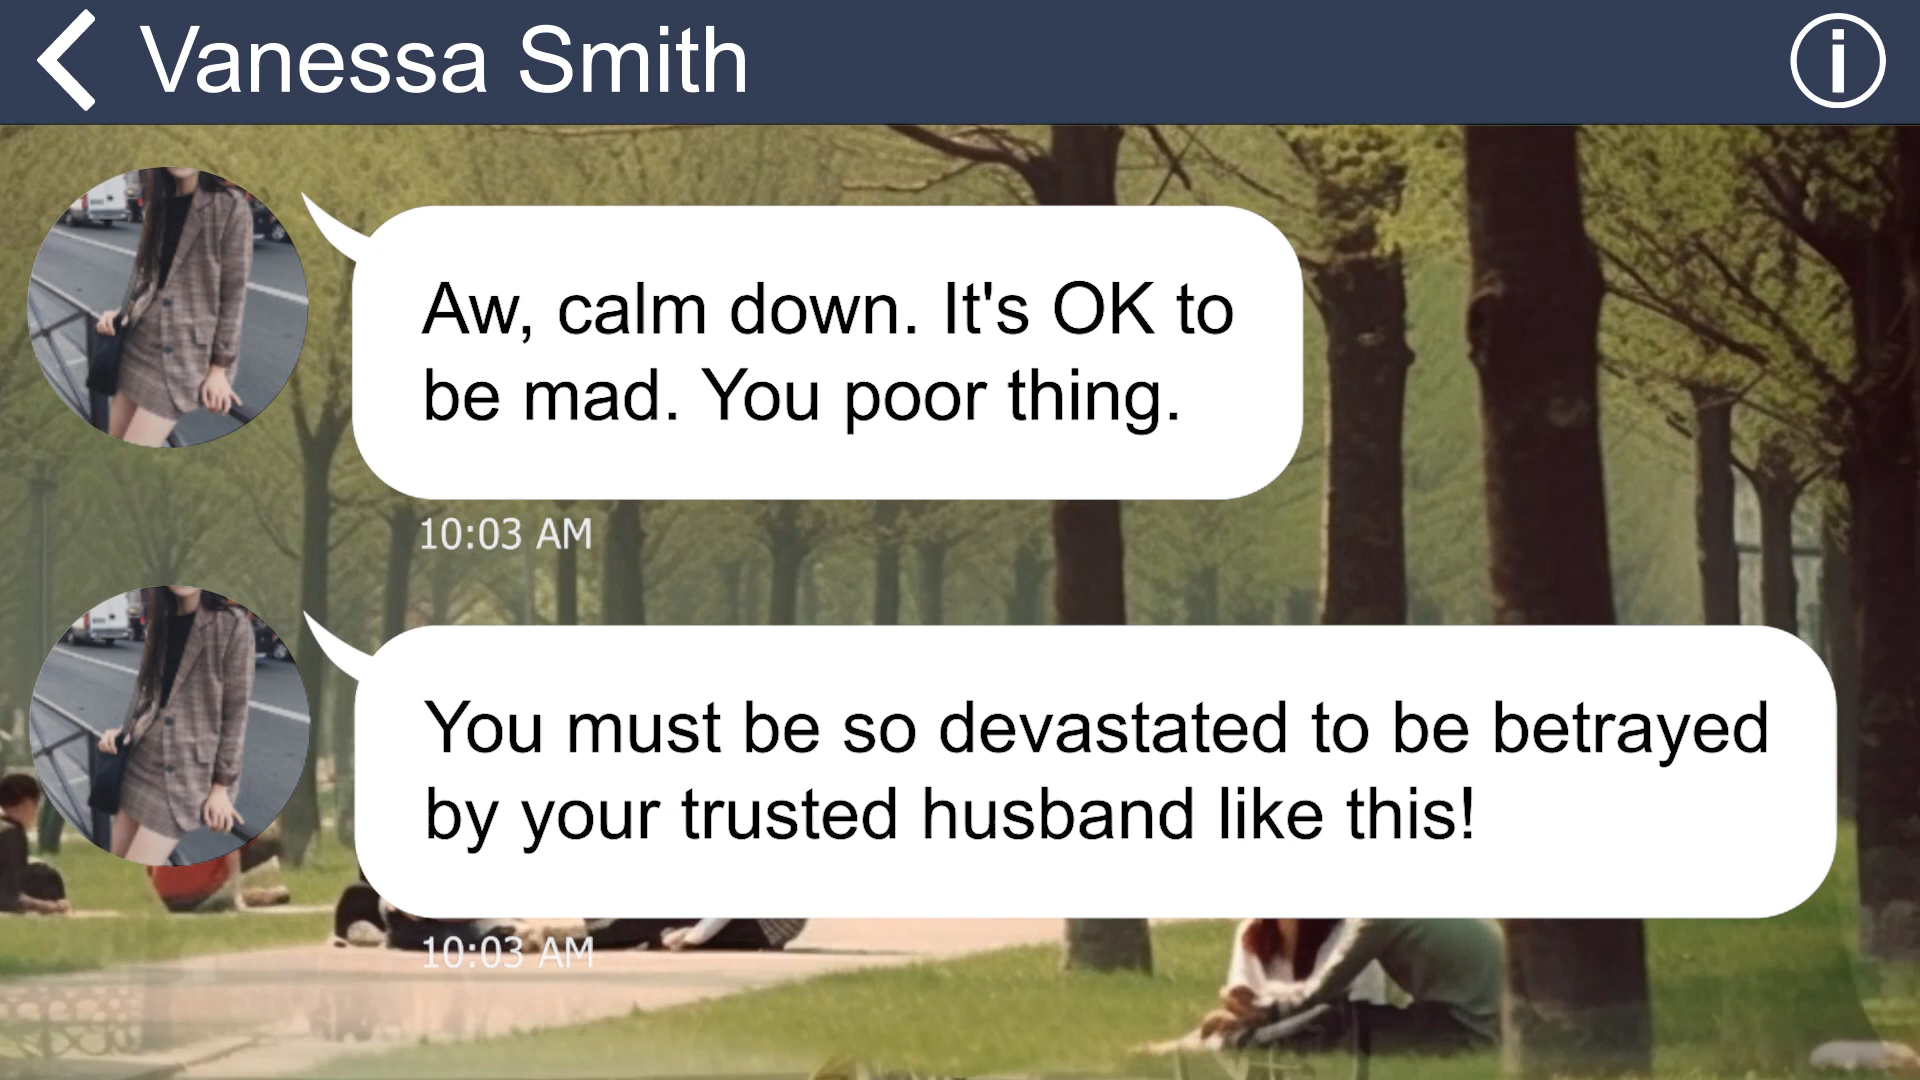 Vanessa Smith
Aw, calm down. It's OK to
be mad. You poor thing.
10:03 AM
You must be so devastated to be betrayed
by your trusted husband like this!
10:03 AM